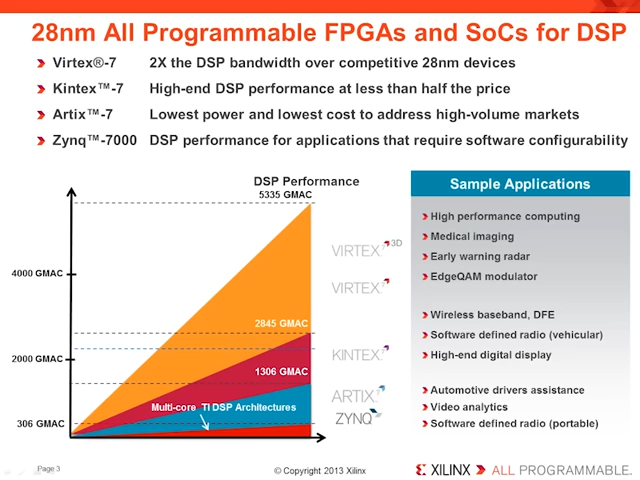 28nm All Programmable FPGAs and SoCs for DSP
Virtex®-7 2X the DSP bandwidth over competitive 28nm devices
Kintex™-7 High-end DSP performance at less than half the price
Artix™-7 Lowest power and lowest cost to address high-volume markets
Zynq™-7000 DSP performance for applications that require software configurability
DSP Performance
5335 GMAC
4000 GMAC
2845 GMAC
2000 GMAC
1306 GMAC
Multi-core TI DSP Architectures
306 GMAC
VIRTEX.7 3D
VIRTEX.7
KINTEX.7
ARTIX.7
ZYNQ
Sample Applications
High performance computing
Medical imaging
Early warning radar
EdgeQAM modulator
Wireless baseband, DFE
Software defined radio (vehicular)
High-end digital display
Automotive drivers assistance
Video analytics
Software defined radio (portable)
Page 3
© Copyright 2013 Xilinx
XILINX ALL PROGRAMMABLE.